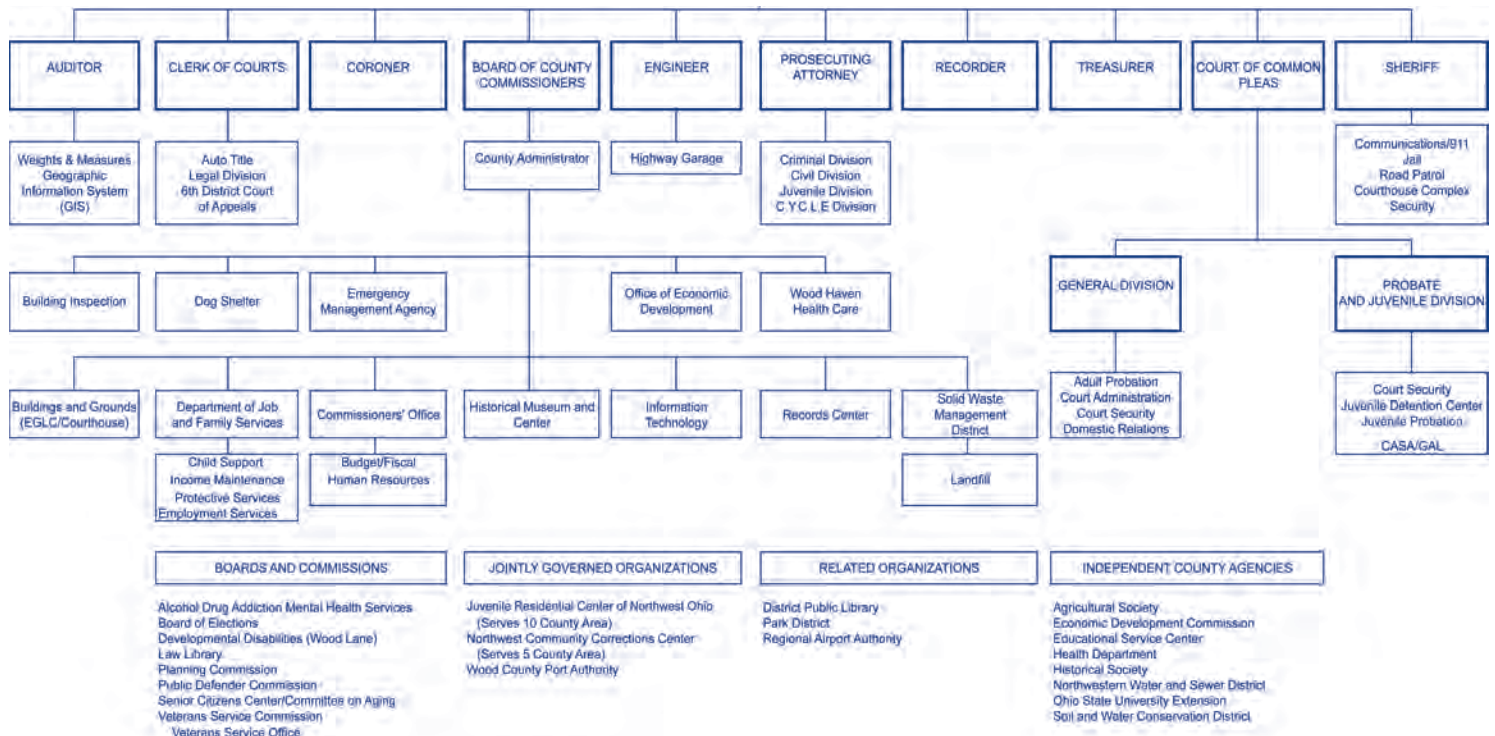 AUDITOR
CLERK OF COURTS
CORONER
BOARD OF COUNTY
COMMISSIONERS
ENGINEER
PROSECUTING
ATTORNEY
RECORDER
TREASURER
COURT OF COMMON
PLEAS
SHERIFF
Weights & Measures
Geographic
Information System
(GIS)
Auto Title
Legal Division
6th District Court
of Appeals
County Administrator
Highway Garage
Criminal Division
Civil Division
Juvenile Division
C.Y.C.L.E Division
Communications/911
Jail
Road Patrol
Courthouse Complex
Security
Building Inspection
Dog Shelter
Emergency
Management Agency
Office of Economic
Development
Wood Haven
Health Care
GENERAL DIVISION
PROBATE
AND JUVENILE DIVISION
Buildings and Grounds
(EGLC/Courthouse)
Department of Job
and Family Services
Commissioners' Office
Historical Museum and
Center
Information
Technology
Records Center
Solid Waste
Management
District
Adult Probation
Court Administration
Court Security
Domestic Relations
Court Security
Juvenile Detention Center
Juvenile Probation
CASA/GAL
Child Support
Income Maintenance
Protective Services
Employment Services
Budget/Fiscal
Human Resources
Landfill
BOARDS AND COMMISSIONS
Alcohol Drug Addiction Mental Health Services
Board of Elections
Developmental Disabilities (Wood Lane)
Law Library
Planning Commission
Public Defender Commission
Senior Citizens Center/Committee on Aging
Veterans Service Commission
Veterans Service Office
JOINTLY GOVERNED ORGANIZATIONS
Juvenile Residential Center of Northwest Ohio
(Serves 10 County Area)
Northwest Community Corrections Center
(Serves 5 County Area)
Wood County Port Authority
RELATED ORGANIZATIONS
District Public Library
Park District
Regional Airport Authority
INDEPENDENT COUNTY AGENCIES
Agricultural Society
Economic Development Commission
Educational Service Center
Health Department
Historical Society
Northwestern Water and Sewer District
Ohio State University Extension
Soil and Water Conservation District